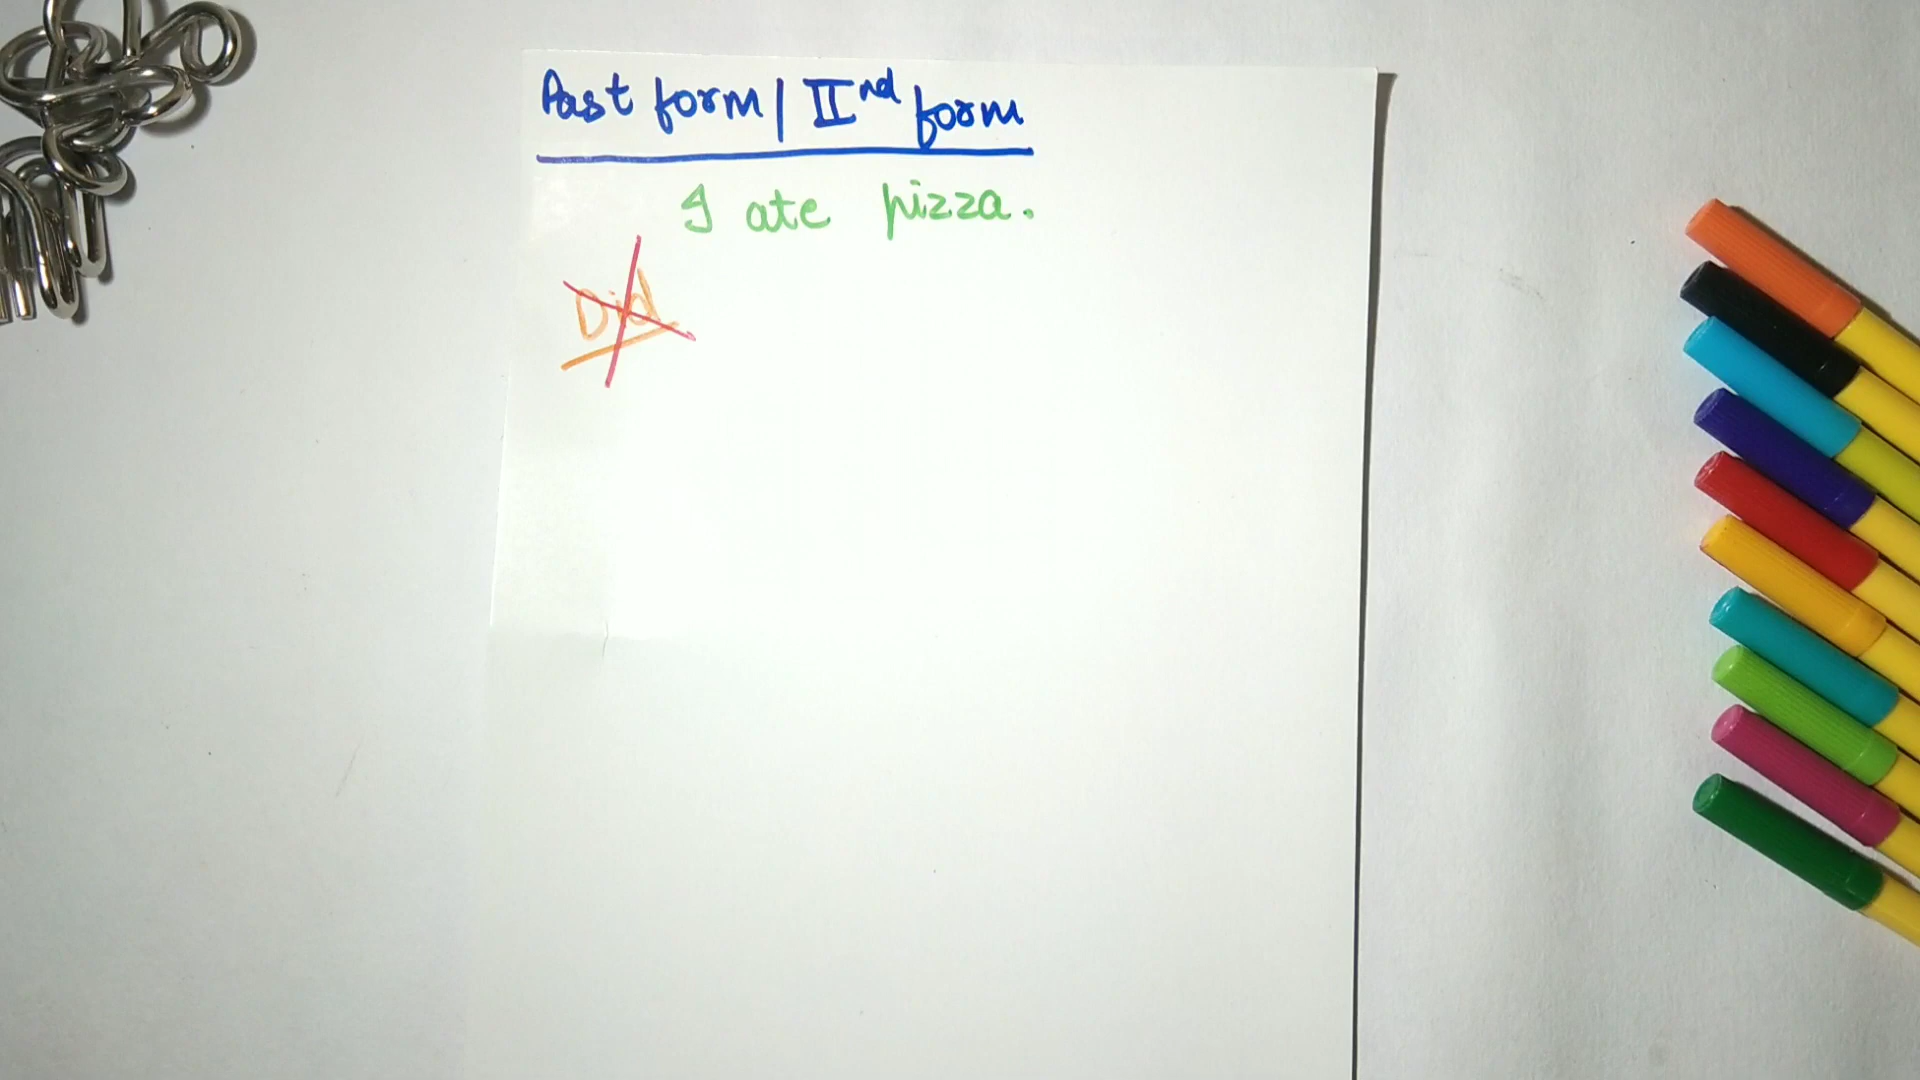 Past form | IInd form
I ate pizza.
Did